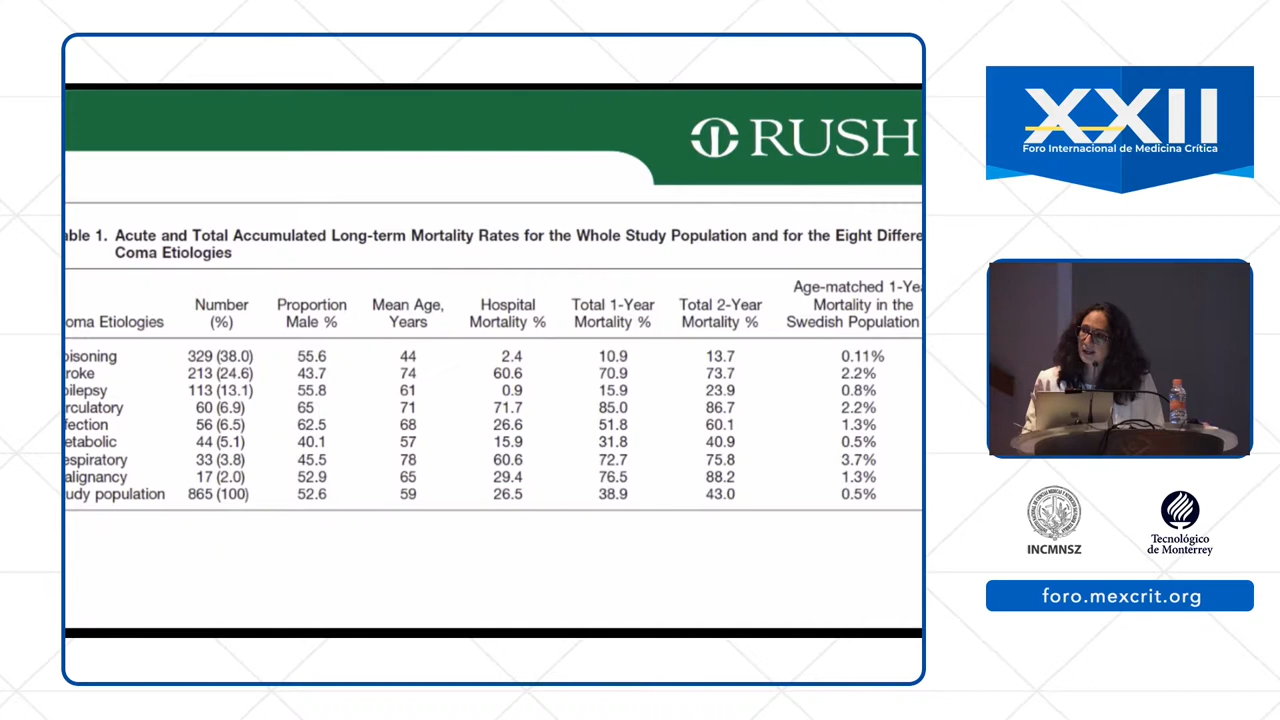 RUSH
able 1. Acute and Total Accumulated Long-term Mortality Rates for the Whole Study Population and for the Eight Differe
Coma Etiologies
oma Etiologies Number (%) Proportion Male % Mean Age, Years Hospital Mortality % Total 1-Year Mortality % Total 2-Year Mortality % Age-matched 1-Yea Mortality in the Swedish Population
oisoning 329 (38.0) 55.6 44 2.4 10.9 13.7 0.11%
roke 213 (24.6) 43.7 74 60.6 70.9 73.7 2.2%
pilepsy 113 (13.1) 55.8 61 0.9 15.9 23.9 0.8%
rculatory 60 (6.9) 65 71 71.7 85.0 86.7 2.2%
fection 56 (6.5) 62.5 68 26.6 51.8 60.1 1.3%
etabolic 44 (5.1) 40.1 57 15.9 31.8 40.9 0.5%
espiratory 33 (3.8) 45.5 78 60.6 72.7 75.8 3.7%
alignancy 17 (2.0) 52.9 65 29.4 76.5 88.2 1.3%
udy population 865 (100) 52.6 59 26.5 38.9 43.0 0.5%
XXII
Foro Internacional de Medicina Crítica
INCMNSZ
Tecnológico
de Monterrey
foro.mexcrit.org